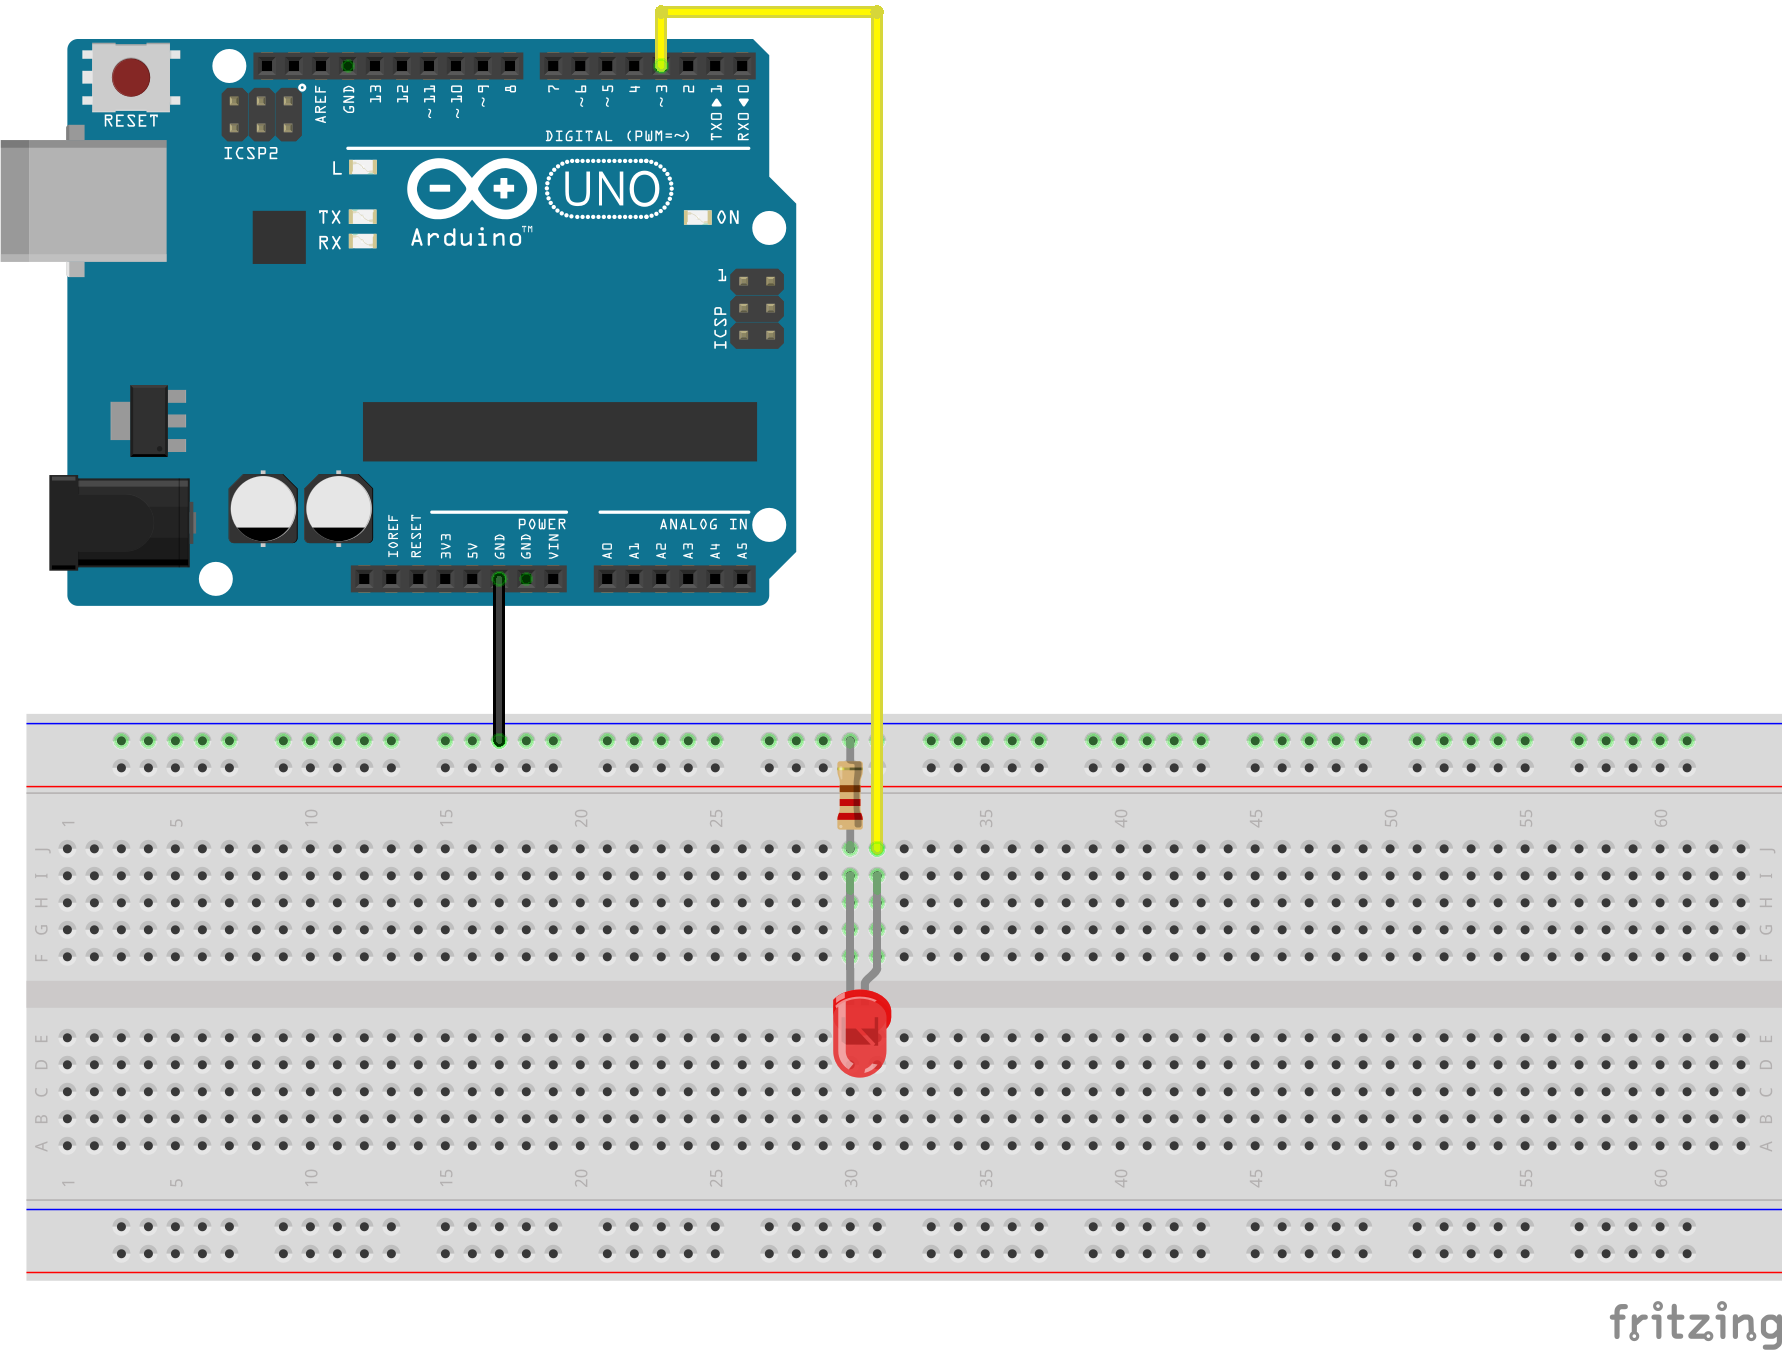 RESET
ICSP2
AREF
GND
13
12
~11
~10
~9
8
7
~6
~5
4
~3
2
TX0▶1
RX0◀0
DIGITAL (PWM=~)
L
TX
RX
Arduino™
UNO
ON
1
ICSP
IOREF
RESET
3V3
5V
GND
GND
VIN
POWER
A0
A1
A2
A3
A4
A5
ANALOG IN
1 5 10 15 20 25 35 40 45 50 55 60
J J
I I
H H
G G
F F
E E
D D
C C
B B
A A
1 5 10 15 20 25 30 35 40 45 50 55 60
fritzing